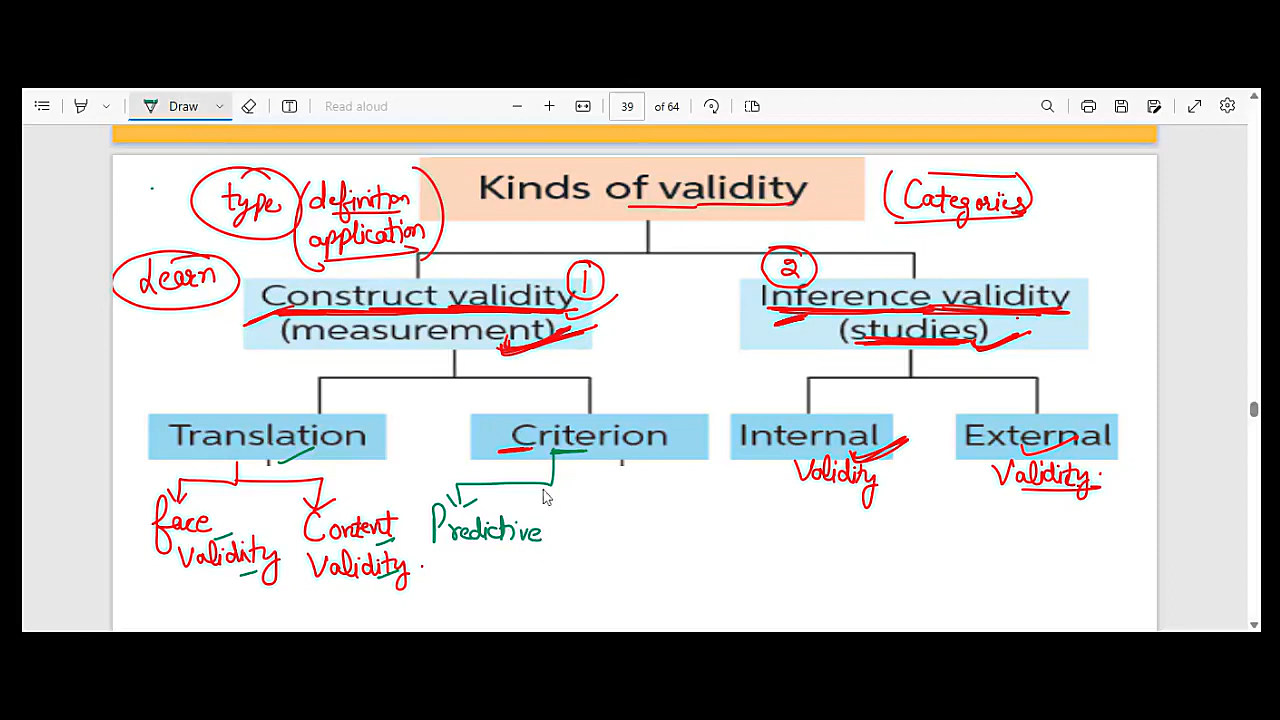 Draw
Read aloud
39 of 64
Kinds of validity
type (definition
application)
(Categories)
Learn
1
2
Construct validity
(measurement)
Inference validity
(studies)
Translation
Criterion
Internal
External
Validity
Validity.
face
Validity
Content
Validity.
Predictive